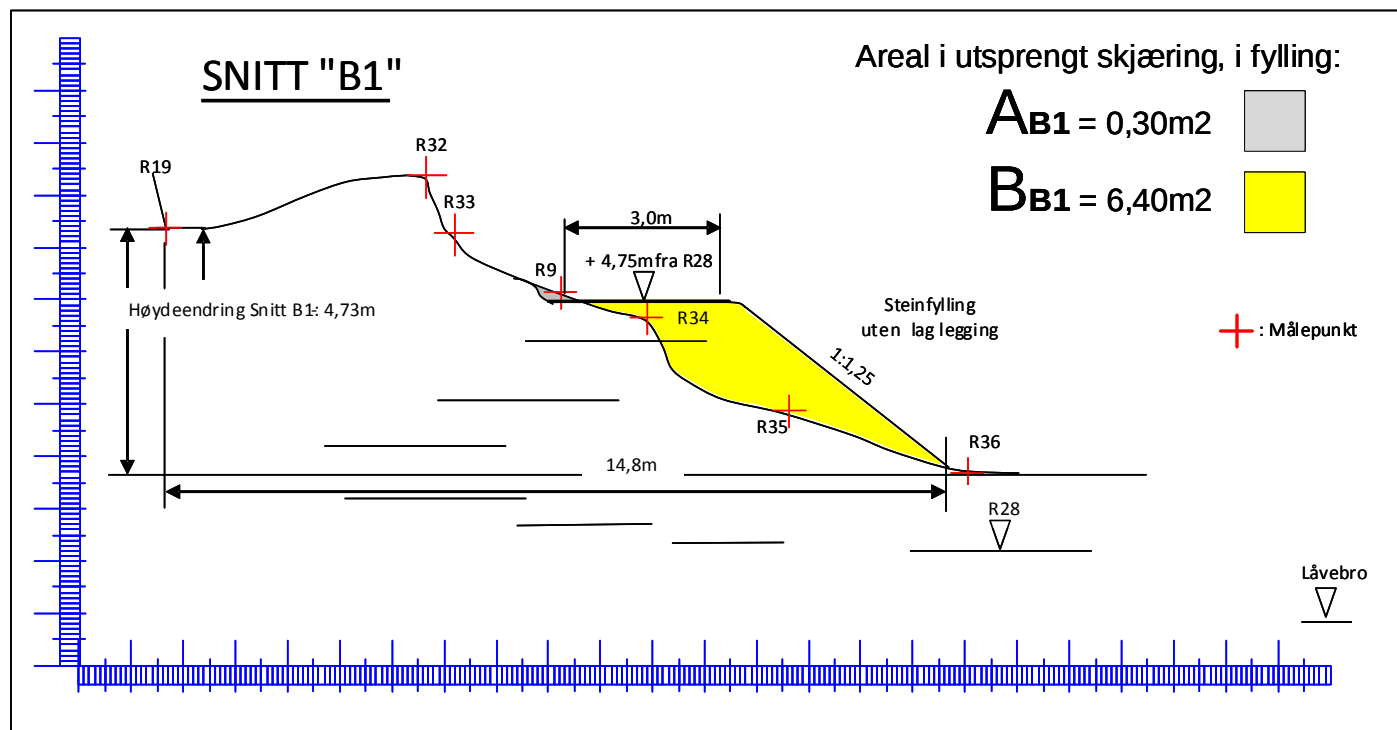 SNITT "B1"
Areal i utsprengt skjæring, i fylling:
AB1 = 0,30m2
BB1 = 6,40m2
R32
R19
R33
3,0m
R9
+ 4,75m fra R28
Høydeendring Snitt B1: 4,73m
R34
Steinfylling
uten lag legging
: Målepunkt
1:1,25
R35
R36
14,8m
R28
Låvebro